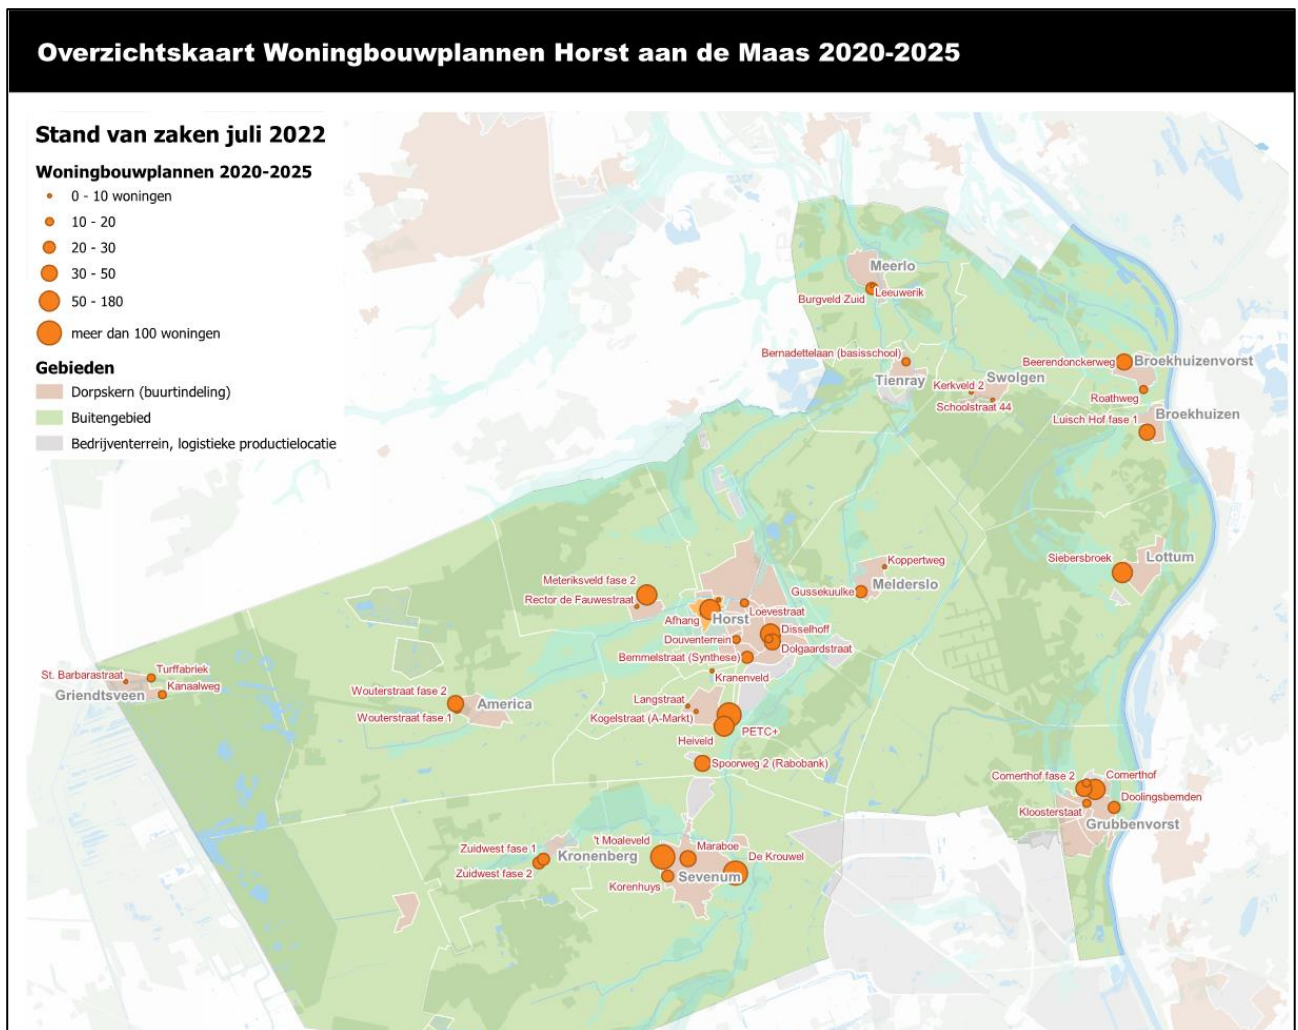 Overzichtskaart Woningbouwplannen Horst aan de Maas 2020-2025
Stand van zaken juli 2022
Woningbouwplannen 2020-2025
0 - 10 woningen
10 - 20
20 - 30
30 - 50
50 - 180
meer dan 100 woningen
Gebieden
Dorpskern (buurtindeling)
Buitengebied
Bedrijventerrein, logistieke productielocatie
Meerlo
Burgveld Zuid
Leeuwerik
Bernadettelaan (basisschool)
Tienray
Kerkveld 2
Swolgen
Schoolstraat 44
Beerendonckerweg
Broekhuizenvorst
Roathweg
Broekhuizen
Luisch Hof fase 1
Siebersbroek
Lottum
Koppertweg
Gussekuulke
Melderslo
Meteriksveld fase 2
Rector de Fauwestraat
Afhang
Horst
Loevestraat
Douventerrein
Disselhoff
Dolgaardstraat
Bemmelstraat (Synthese)
Kranenveld
Langstraat
Kogelstraat (A-Markt)
PETC+
Heiveld
Spoorweg 2 (Rabobank)
St. Barbarastraat
Turffabriek
Kanaalweg
Griendtsveen
Wouterstraat fase 2
America
Wouterstraat fase 1
Comerthof fase 2
Comerthof
Doolingsbemden
Kloosterstaat
Grubbenvorst
Zuidwest fase 1
Kronenberg
Zuidwest fase 2
't Moaleveld
Maraboe
De Krouwel
Sevenum
Korenhuys